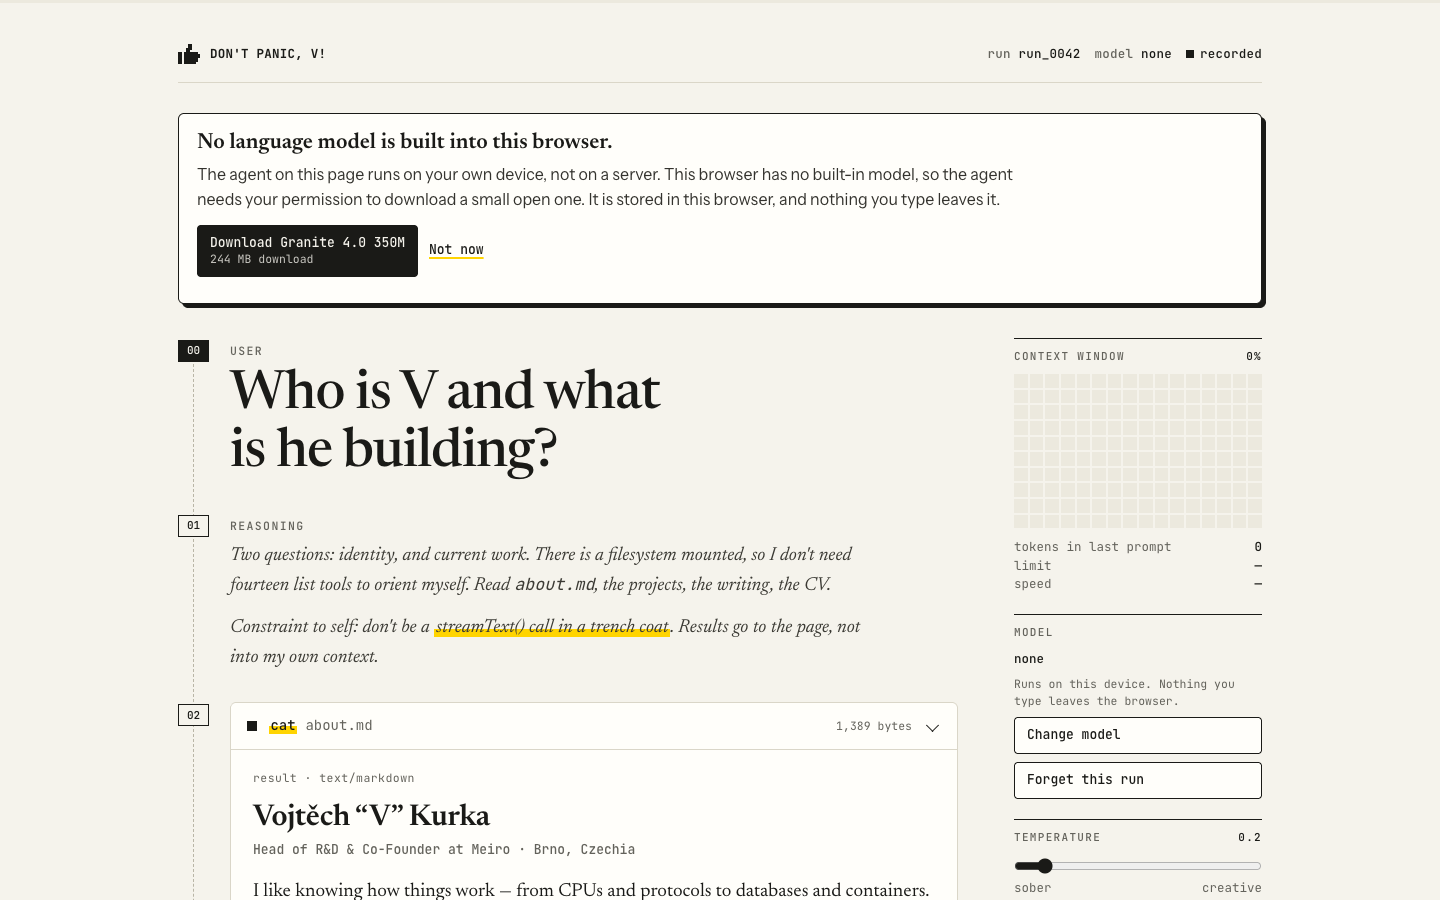 DON'T PANIC, V!
run run_0042 model none recorded
No language model is built into this browser.
The agent on this page runs on your own device, not on a server. This browser has no built-in model, so the agent
needs your permission to download a small open one. It is stored in this browser, and nothing you type leaves it.
Download Granite 4.0 350M
244 MB download
Not now
00
USER
Who is V and what
is he building?
01
REASONING
Two questions: identity, and current work. There is a filesystem mounted, so I don't need
fourteen list tools to orient myself. Read about.md, the projects, the writing, the CV.
Constraint to self: don't be a streamText() call in a trench coat. Results go to the page, not
into my own context.
02
cat about.md
1,389 bytes
result · text/markdown
Vojtěch “V” Kurka
Head of R&D & Co-Founder at Meiro · Brno, Czechia
I like knowing how things work — from CPUs and protocols to databases and containers.
CONTEXT WINDOW 0%
tokens in last prompt 0
limit —
speed —
MODEL
none
Runs on this device. Nothing you
type leaves the browser.
Change model
Forget this run
TEMPERATURE 0.2
sober creative